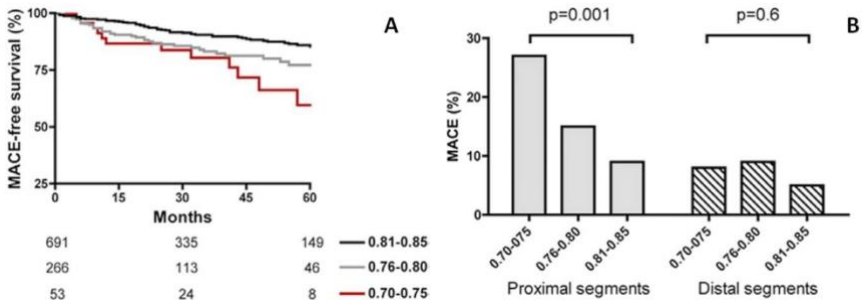 A
MACE-free survival (%)
100
75
50
25
0 15 30 45 60
Months
691 335 149 0.81-0.85
266 113 46 0.76-0.80
53 24 8 0.70-0.75
B
p=0.001 p=0.6
MACE (%)
30
20
10
0
0.70-075 0.76-0.80 0.81-0.85 0.70-075 0.76-0.80 0.81-0.85
Proximal segments Distal segments